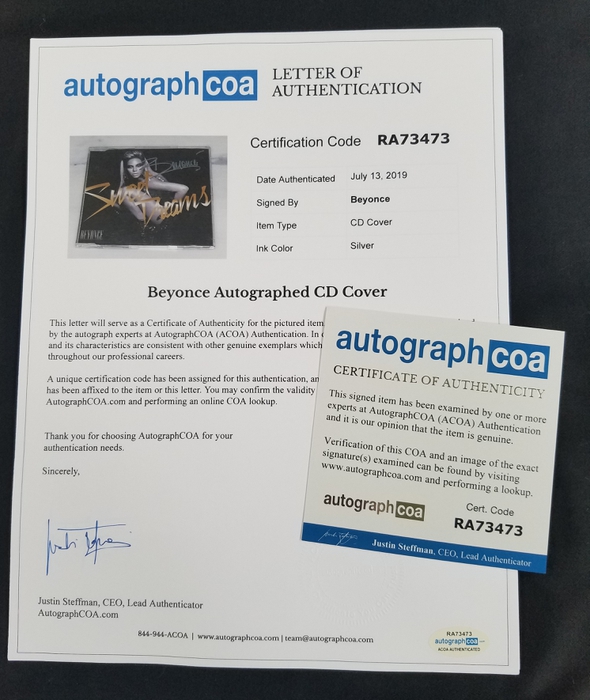 autographcoa LETTER OF
AUTHENTICATION
Certification Code RA73473
Date Authenticated July 13, 2019
Signed By Beyonce
Item Type CD Cover
Ink Color Silver
Sweet
Dreams
BEYONCE
Beyonce Autographed CD Cover
This letter will serve as a Certificate of Authenticity for the pictured item
by the autograph experts at AutographCOA (ACOA) Authentication. In
and its characteristics are consistent with other genuine exemplars which
throughout our professional careers.
A unique certification code has been assigned for this authentication, an
has been affixed to the item or this letter. You may confirm the validity
AutographCOA.com and performing an online COA lookup.
Thank you for choosing AutographCOA for your
authentication needs.
Sincerely,
Justin Steffman, CEO, Lead Authenticator
AutographCOA.com
844-944-ACOA | www.autographcoa.com | team@autographcoa.com
RA73473
autographcoa
ACOA AUTHENTICATED
autographcoa
CERTIFICATE OF AUTHENTICITY
This signed item has been examined by one or more
experts at AutographCOA (ACOA) Authentication
and it is our opinion that the item is genuine.
Verification of this COA and an image of the exact
signature(s) examined can be found by visiting
www.autographcoa.com and performing a lookup.
autographcoa
Cert. Code
RA73473
Justin Steffman, CEO, Lead Authenticator